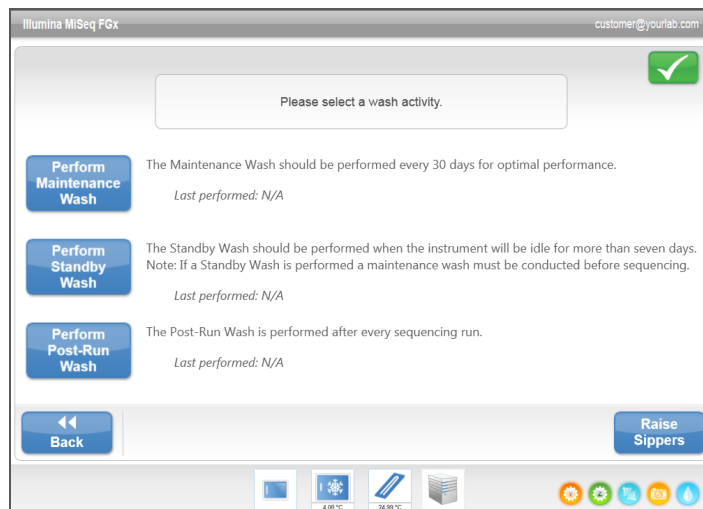 Illumina MiSeq FGx
customer@yourlab.com
Please select a wash activity.
Perform
Maintenance
Wash
The Maintenance Wash should be performed every 30 days for optimal performance.
Last performed: N/A
Perform
Standby
Wash
The Standby Wash should be performed when the instrument will be idle for more than seven days.
Note: If a Standby Wash is performed a maintenance wash must be conducted before sequencing.
Last performed: N/A
Perform
Post-Run
Wash
The Post-Run Wash is performed after every sequencing run.
Last performed: N/A
Back
Raise
Sippers
4.00 °C
24.99 °C